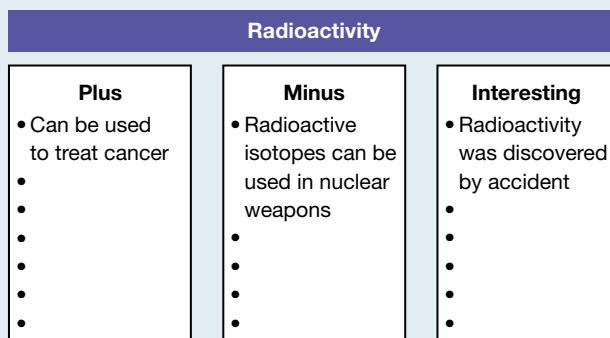 Radioactivity
Plus
• Can be used
to treat cancer
•
•
•
•
•
•
Minus
• Radioactive
isotopes can be
used in nuclear
weapons
•
•
•
•
Interesting
• Radioactivity
was discovered
by accident
•
•
•
•
•